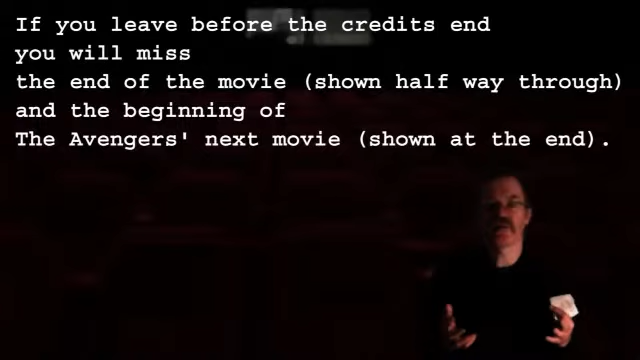 If you leave before the credits end
you will miss
the end of the movie (shown half way through)
and the beginning of
The Avengers' next movie (shown at the end).